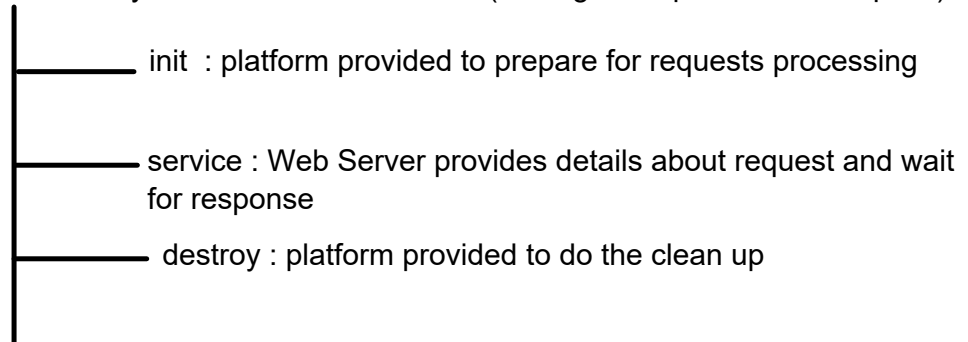 init : platform provided to prepare for requests processing
service : Web Server provides details about request and wait
for response
destroy : platform provided to do the clean up